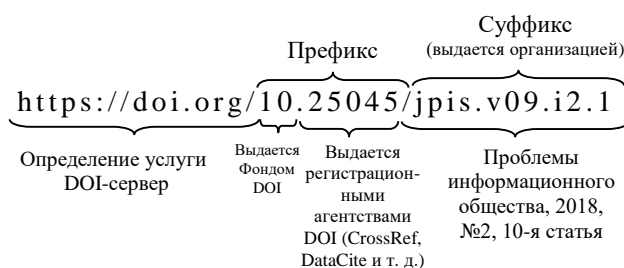 Суффикс
(выдается организацией)
Префикс
https://doi.org/10.25045/jpis.v09.i2.1
Определение услуги
DOI-сервер
Выдается
Фондом
DOI
Выдается
регистрацион-
ными
агентствами
DOI (CrossRef,
DataCite и т. д.)
Проблемы
информационного
общества, 2018,
№2, 10-я статья